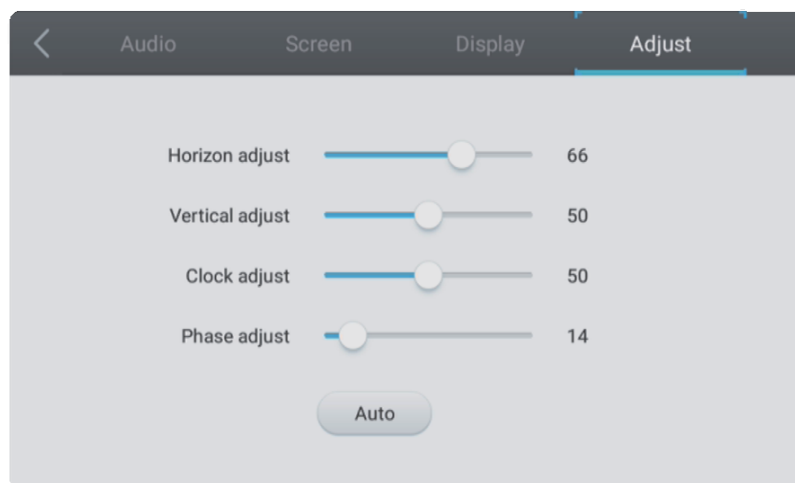 Audio Screen Display Adjust
Horizon adjust 66
Vertical adjust 50
Clock adjust 50
Phase adjust 14
Auto